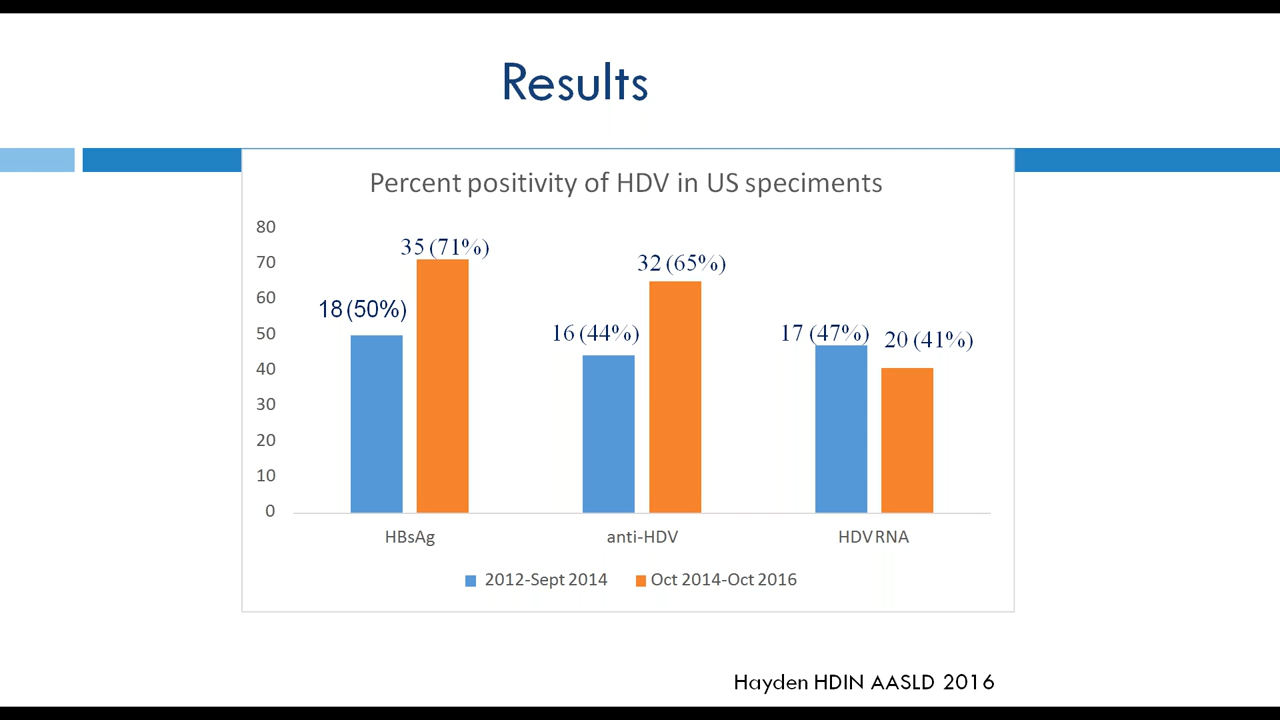 Results
Percent positivity of HDV in US speciments
80
70
60
50
40
30
20
10
0
18 (50%)
35 (71%)
16 (44%)
32 (65%)
17 (47%)
20 (41%)
HBsAg
anti-HDV
HDV RNA
2012-Sept 2014
Oct 2014-Oct 2016
Hayden HDIN AASLD 2016